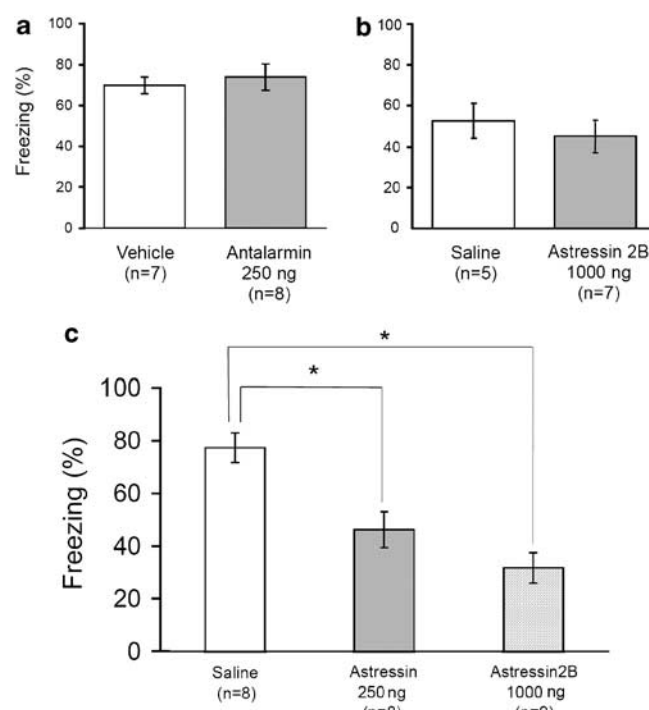 a
100
80
60
40
20
0
Freezing (%)
Vehicle
(n=7)
Antalarmin
250 ng
(n=8)
b
100
80
60
40
20
0
Saline
(n=5)
Astressin 2B
1000 ng
(n=7)
c
*
*
100
80
60
40
20
0
Freezing (%)
Saline
(n=8)
Astressin
250 ng
Astressin2B
1000 ng